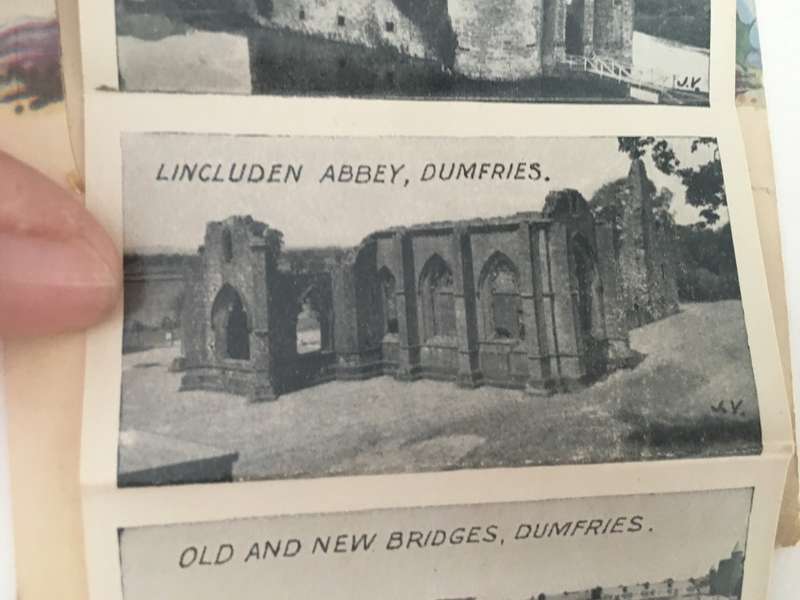 J.V.
LINCLUDEN ABBEY, DUMFRIES.
J.V.
OLD AND NEW BRIDGES, DUMFRIES.